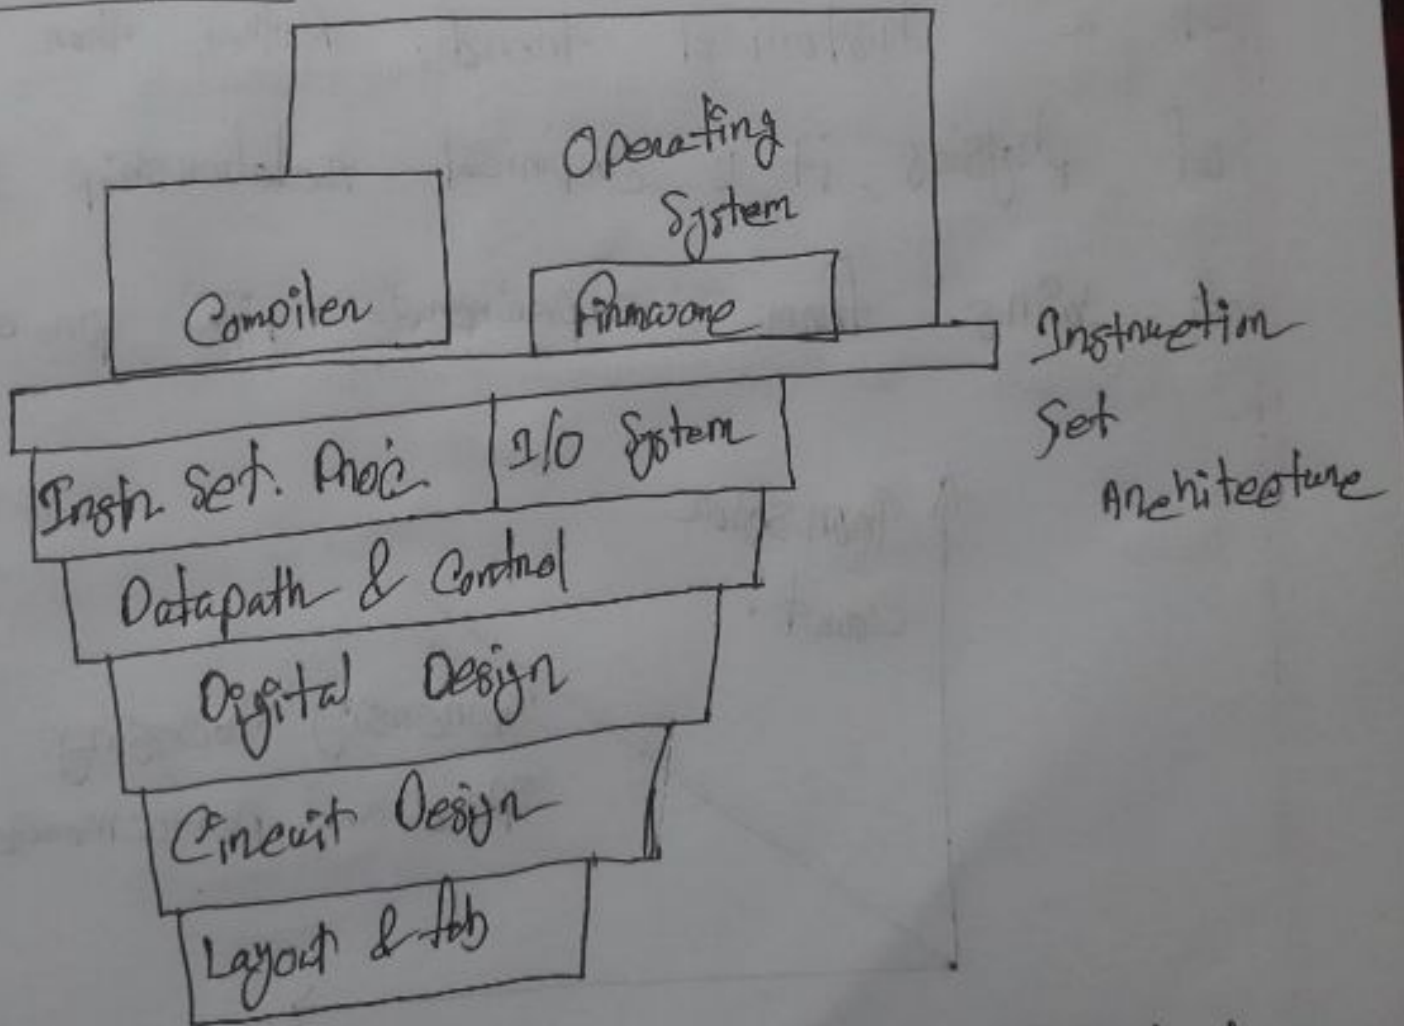 Operating
System
Compiler
Firmware
Instruction
Set
Architecture
Instr. Set. Proc.
I/O System
Datapath & Control
Digital Design
Circuit Design
Layout & fab